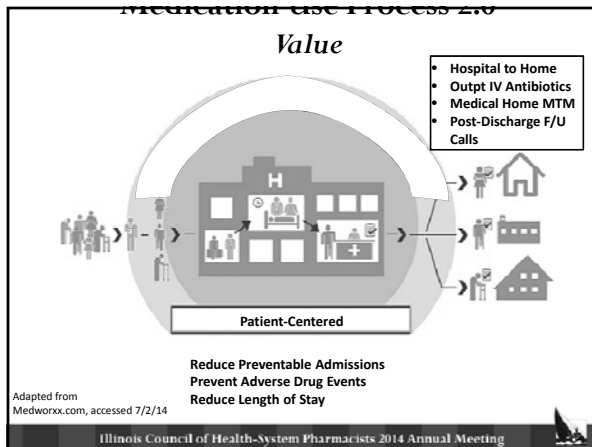 Medication Use Process 2.0
Value
• Hospital to Home
• Outpt IV Antibiotics
• Medical Home MTM
• Post-Discharge F/U
Calls
H
Patient-Centered
Reduce Preventable Admissions
Prevent Adverse Drug Events
Reduce Length of Stay
Adapted from
Medworxx.com, accessed 7/2/14
Illinois Council of Health-System Pharmacists 2014 Annual Meeting